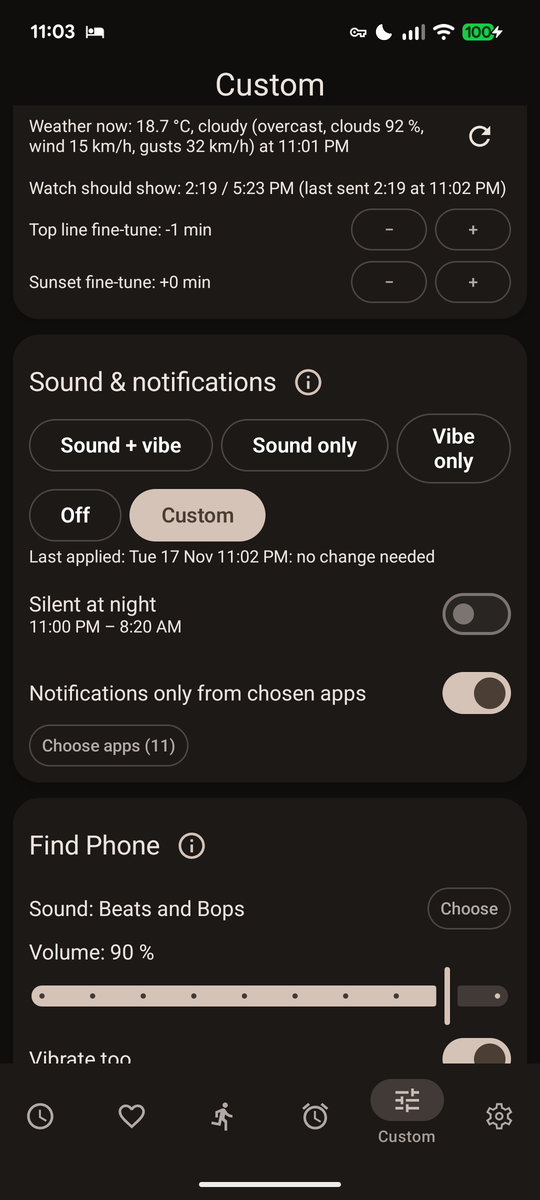 11:03
100
Custom
Weather now: 18.7 °C, cloudy (overcast, clouds 92 %,
wind 15 km/h, gusts 32 km/h) at 11:01 PM
Watch should show: 2:19 / 5:23 PM (last sent 2:19 at 11:02 PM)
Top line fine-tune: -1 min
−
+
Sunset fine-tune: +0 min
−
+
Sound & notifications
Sound + vibe
Sound only
Vibe
only
Off
Custom
Last applied: Tue 17 Nov 11:02 PM: no change needed
Silent at night
11:00 PM – 8:20 AM
Notifications only from chosen apps
Choose apps (11)
Find Phone
Sound: Beats and Bops
Choose
Volume: 90 %
Vibrate too
Custom